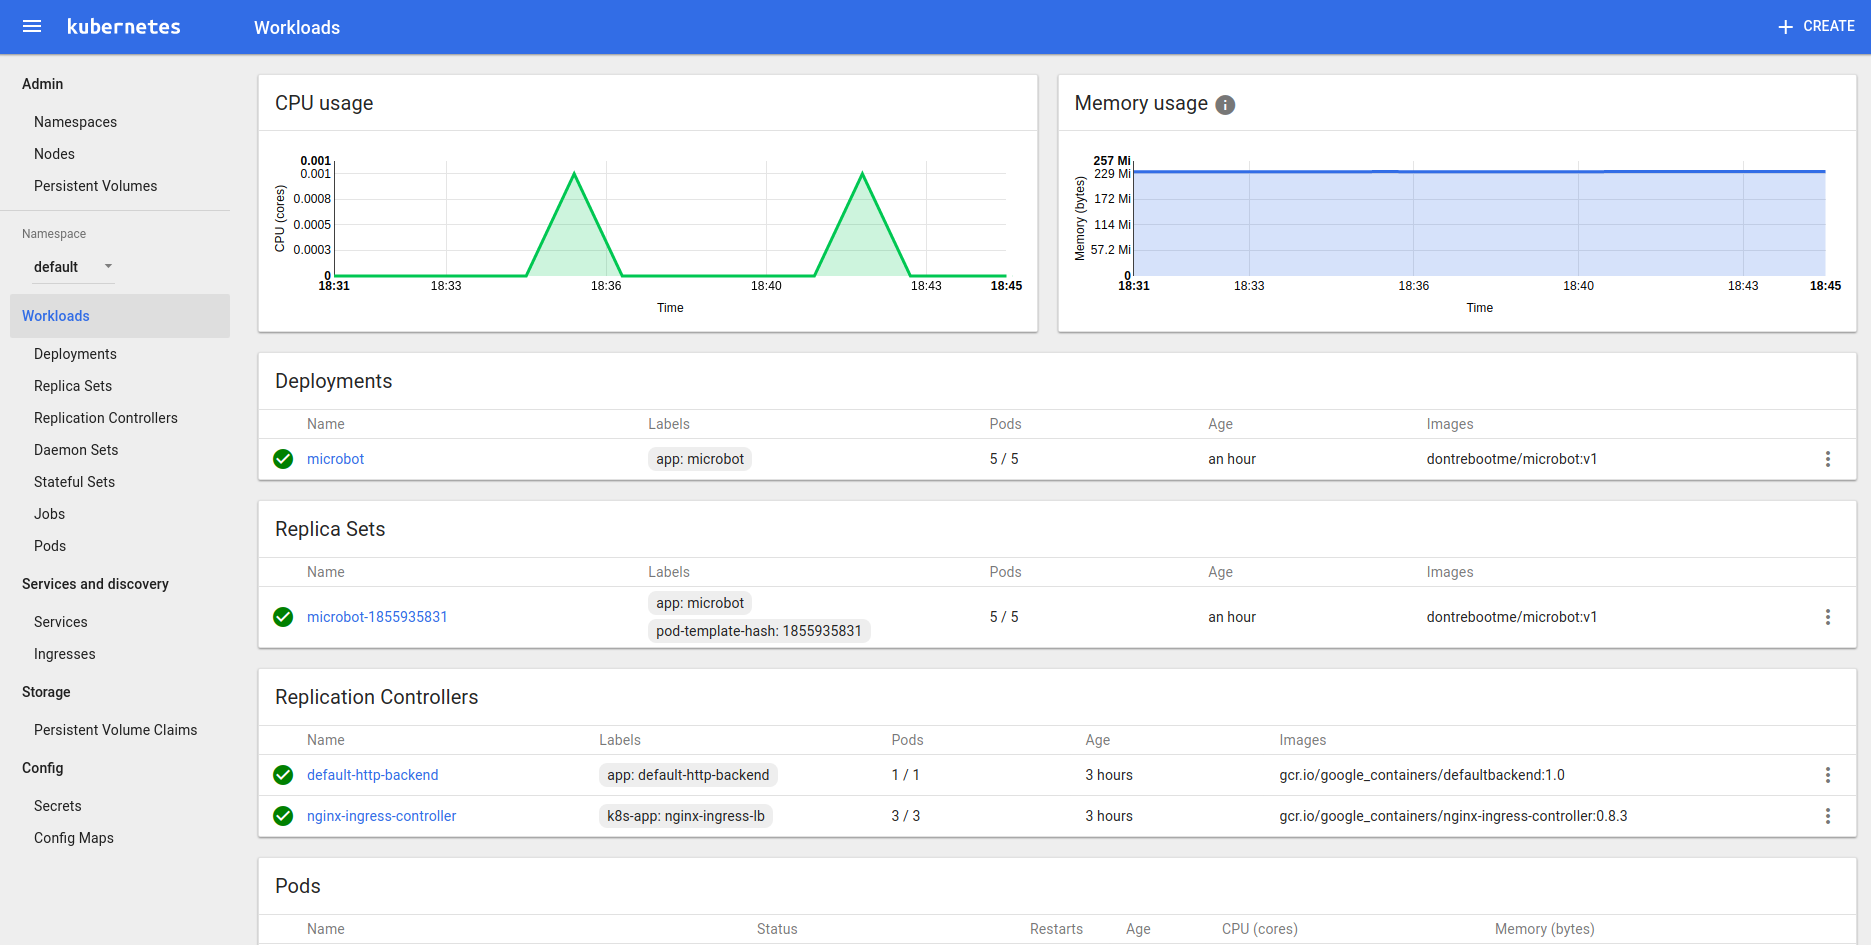 kubernetes
Workloads
CREATE
Admin
Namespaces
Nodes
Persistent Volumes
Namespace
default
Workloads
Deployments
Replica Sets
Replication Controllers
Daemon Sets
Stateful Sets
Jobs
Pods
Services and discovery
Services
Ingresses
Storage
Persistent Volume Claims
Config
Secrets
Config Maps
CPU usage
CPU (cores)
0.001
0.001
0.0008
0.0005
0.0003
0
18:31 18:33 18:36 18:40 18:43 18:45
Time
Memory usage
Memory (bytes)
257 Mi
229 Mi
172 Mi
114 Mi
57.2 Mi
0
18:31 18:33 18:36 18:40 18:43 18:45
Time
Deployments
Name Labels Pods Age Images
microbot app: microbot 5 / 5 an hour dontrebootme/microbot:v1
Replica Sets
Name Labels Pods Age Images
app: microbot
microbot-1855935831 5 / 5 an hour dontrebootme/microbot:v1
pod-template-hash: 1855935831
Replication Controllers
Name Labels Pods Age Images
default-http-backend app: default-http-backend 1 / 1 3 hours gcr.io/google_containers/defaultbackend:1.0
nginx-ingress-controller k8s-app: nginx-ingress-lb 3 / 3 3 hours gcr.io/google_containers/nginx-ingress-controller:0.8.3
Pods
Name Status Restarts Age CPU (cores) Memory (bytes)